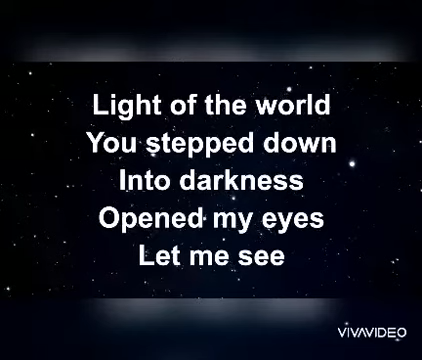 Light of the world
You stepped down
Into darkness
Opened my eyes
Let me see
VIVAVIDEO